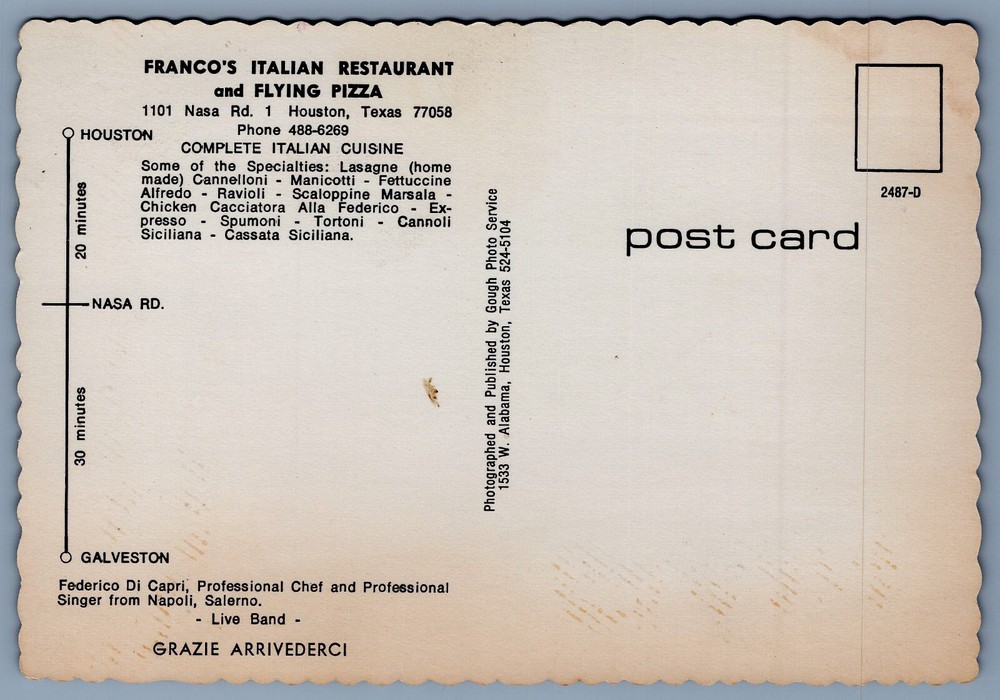 FRANCO'S ITALIAN RESTAURANT
and FLYING PIZZA
1101 Nasa Rd. 1 Houston, Texas 77058
Phone 488-6269
COMPLETE ITALIAN CUISINE
Some of the Specialties: Lasagne (home
made) Cannelloni - Manicotti - Fettuccine
Alfredo - Ravioli - Scaloppine Marsala -
Chicken Cacciatora Alla Federico - Ex-
presso - Spumoni - Tortoni - Cannoli
Siciliana - Cassata Siciliana.
HOUSTON
20 minutes
NASA RD.
30 minutes
GALVESTON
Federico Di Capri, Professional Chef and Professional
Singer from Napoli, Salerno.
- Live Band -
GRAZIE ARRIVEDERCI
Photographed and Published by Gough Photo Service
1533 W. Alabama, Houston, Texas 524-5104
2487-D
post card